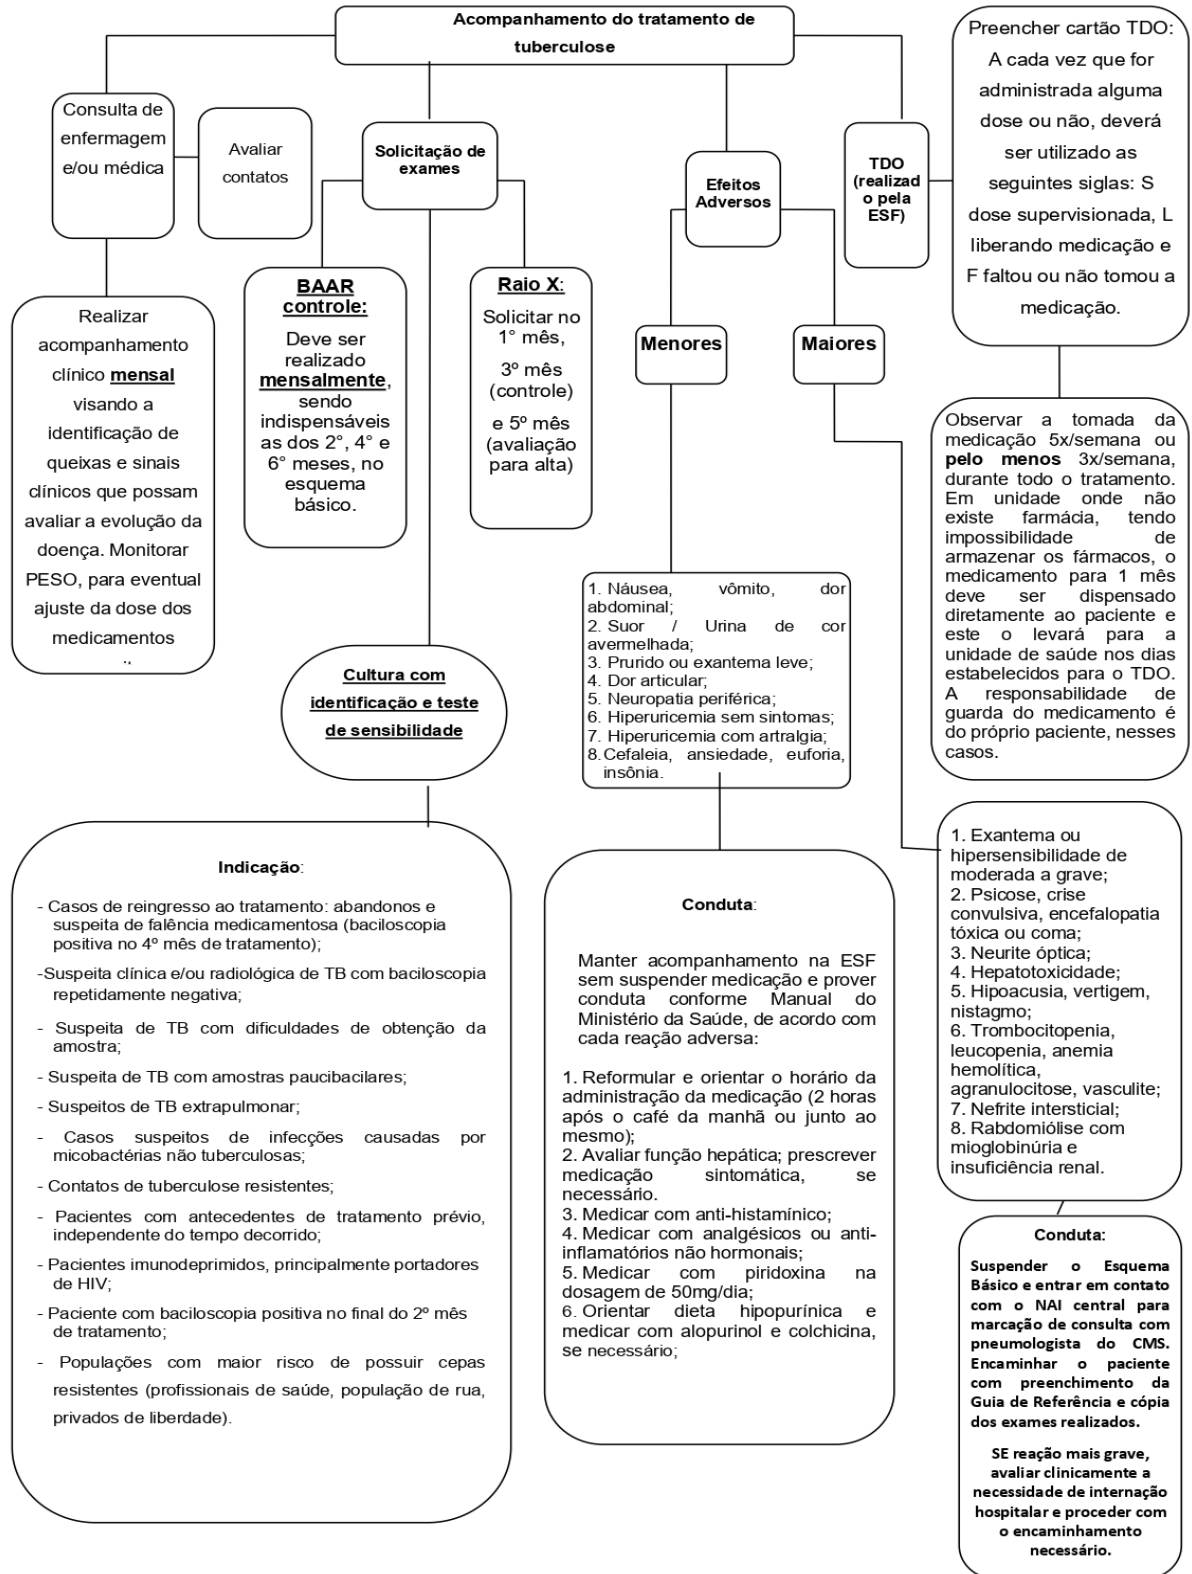 Acompanhamento do tratamento de
tuberculose
Consulta de
enfermagem
e/ou médica
Avaliar
contatos
Realizar
acompanhamento
clínico mensal
visando a
identificação de
queixas e sinais
clínicos que possam
avaliar a evolução da
doença. Monitorar
PESO, para eventual
ajuste da dose dos
medicamentos
Solicitação de
exames
BAAR
controle:
Deve ser
realizado
mensalmente,
sendo
indispensáveis
as dos 2°, 4° e
6° meses, no
esquema
básico.
Raio X:
Solicitar no
1° mês,
3º mês
(controle)
e 5º mês
(avaliação
para alta)
Cultura com
identificação e teste
de sensibilidade
Indicação:
- Casos de reingresso ao tratamento: abandonos e
suspeita de falência medicamentosa (baciloscopia
positiva no 4º mês de tratamento);
-Suspeita clínica e/ou radiológica de TB com baciloscopia
repetidamente negativa;
- Suspeita de TB com dificuldades de obtenção da
amostra;
- Suspeita de TB com amostras paucibacilares;
- Suspeitos de TB extrapulmonar;
- Casos suspeitos de infecções causadas por
micobactérias não tuberculosas;
- Contatos de tuberculose resistentes;
- Pacientes com antecedentes de tratamento prévio,
independente do tempo decorrido;
- Pacientes imunodeprimidos, principalmente portadores
de HIV;
- Paciente com baciloscopia positiva no final do 2º mês
de tratamento;
- Populações com maior risco de possuir cepas
resistentes (profissionais de saúde, população de rua,
privados de liberdade).
Efeitos
Adversos
Menores
Maiores
1. Náusea, vômito, dor
abdominal;
2. Suor / Urina de cor
avermelhada;
3. Prurido ou exantema leve;
4. Dor articular;
5. Neuropatia periférica;
6. Hiperuricemia sem sintomas;
7. Hiperuricemia com artralgia;
8. Cefaleia, ansiedade, euforia,
insônia.
Conduta:
Manter acompanhamento na ESF
sem suspender medicação e prover
conduta conforme Manual do
Ministério da Saúde, de acordo com
cada reação adversa:
1. Reformular e orientar o horário da
administração da medicação (2 horas
após o café da manhã ou junto ao
mesmo);
2. Avaliar função hepática; prescrever
medicação sintomática, se
necessário.
3. Medicar com anti-histamínico;
4. Medicar com analgésicos ou anti-
inflamatórios não hormonais;
5. Medicar com piridoxina na
dosagem de 50mg/dia;
6. Orientar dieta hipopurínica e
medicar com alopurinol e colchicina,
se necessário;
TDO
(realizad
o pela
ESF)
Preencher cartão TDO:
A cada vez que for
administrada alguma
dose ou não, deverá
ser utilizado as
seguintes siglas: S
dose supervisionada, L
liberando medicação e
F faltou ou não tomou a
medicação.
Observar a tomada da
medicação 5x/semana ou
pelo menos 3x/semana,
durante todo o tratamento.
Em unidade onde não
existe farmácia, tendo
impossibilidade de
armazenar os fármacos, o
medicamento para 1 mês
deve ser dispensado
diretamente ao paciente e
este o levará para a
unidade de saúde nos dias
estabelecidos para o TDO.
A responsabilidade de
guarda do medicamento é
do próprio paciente, nesses
casos.
1. Exantema ou
hipersensibilidade de
moderada a grave;
2. Psicose, crise
convulsiva, encefalopatia
tóxica ou coma;
3. Neurite óptica;
4. Hepatotoxicidade;
5. Hipoacusia, vertigem,
nistagmo;
6. Trombocitopenia,
leucopenia, anemia
hemolítica,
agranulocitose, vasculite;
7. Nefrite intersticial;
8. Rabdomiólise com
mioglobinúria e
insuficiência renal.
Conduta:
Suspender o Esquema
Básico e entrar em contato
com o NAI central para
marcação de consulta com
pneumologista do CMS.
Encaminhar o paciente
com preenchimento da
Guia de Referência e cópia
dos exames realizados.
SE reação mais grave,
avaliar clinicamente a
necessidade de internação
hospitalar e proceder com
o encaminhamento
necessário.